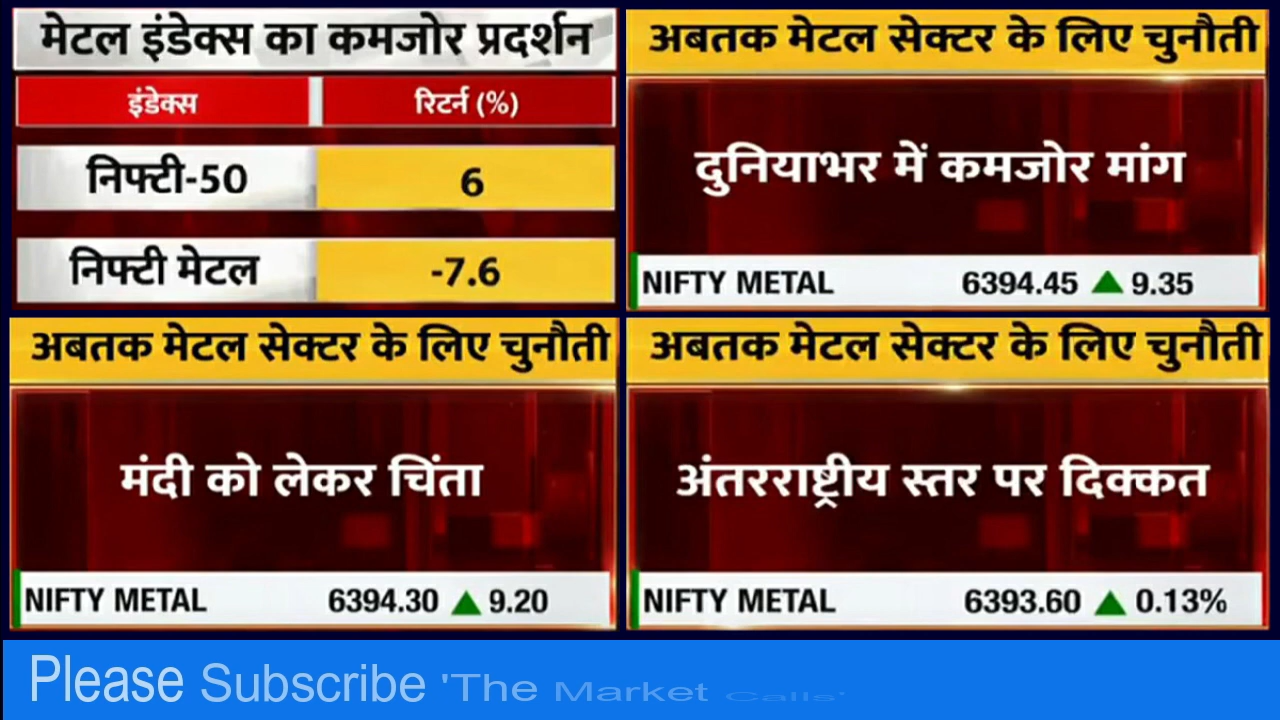 मेटल इंडेक्स का कमजोर प्रदर्शन
इंडेक्स रिटर्न (%)
निफ्टी-50 6
निफ्टी मेटल -7.6
अबतक मेटल सेक्टर के लिए चुनौती
दुनियाभर में कमजोर मांग
NIFTY METAL 6394.45 ▲ 9.35
अबतक मेटल सेक्टर के लिए चुनौती
मंदी को लेकर चिंता
NIFTY METAL 6394.30 ▲ 9.20
अबतक मेटल सेक्टर के लिए चुनौती
अंतरराष्ट्रीय स्तर पर दिक्कत
NIFTY METAL 6393.60 ▲ 0.13%
Please Subscribe 'The Market Calls'